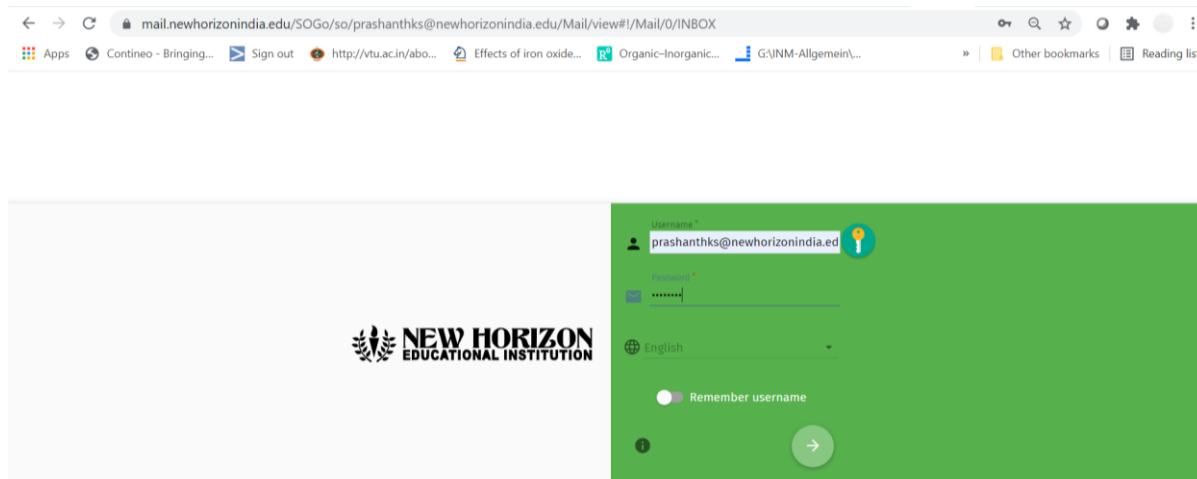 mail.newhorizonindia.edu/SOGo/so/prashanthks@newhorizonindia.edu/Mail/view#!/Mail/0/INBOX
Apps Contineo - Bringing... Sign out http://vtu.ac.in/abo... Effects of iron oxide... Organic–Inorganic... G:\INM-Allgemein\... » Other bookmarks Reading lis
Username *
prashanthks@newhorizonindia.ed
Password *
NEW HORIZON
EDUCATIONAL INSTITUTION
English
Remember username